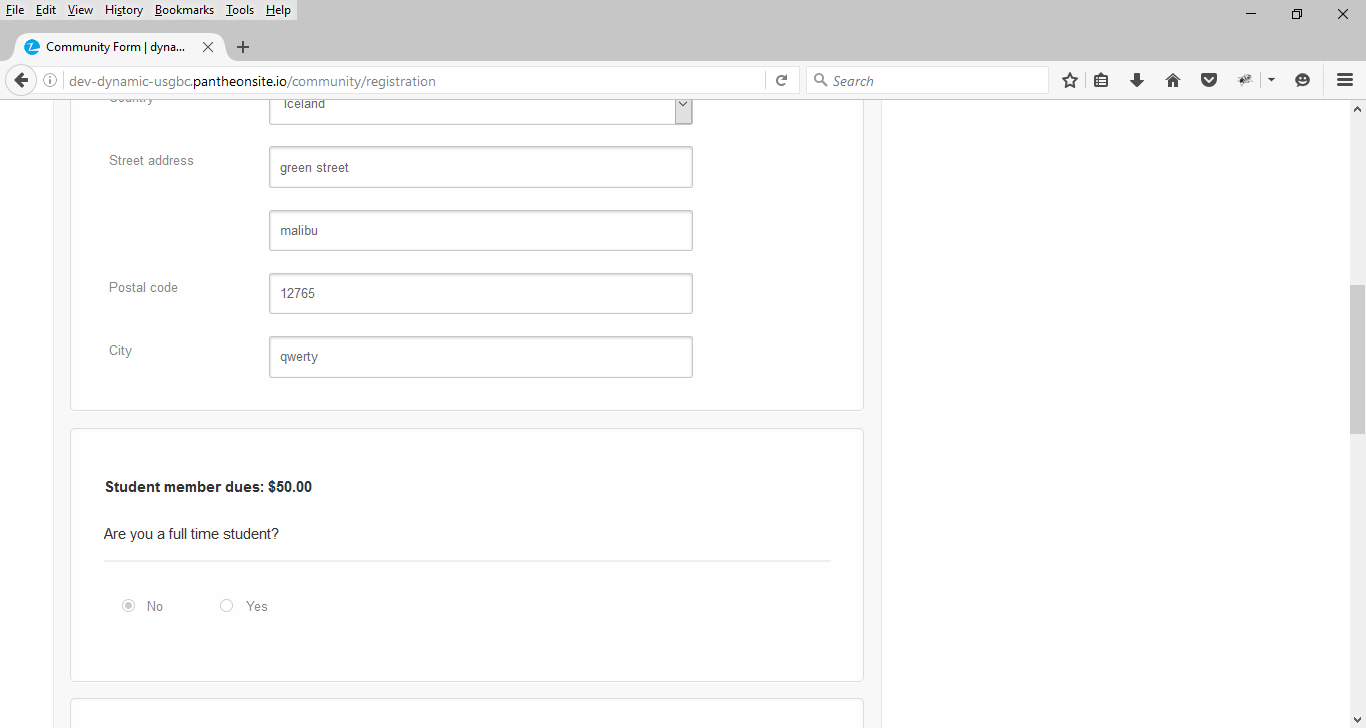 File Edit View History Bookmarks Tools Help
Community Form | dyna...
dev-dynamic-usgbc.pantheonsite.io/community/registration
Search
Country
Iceland
Street address
green street
malibu
Postal code
12765
City
qwerty
Student member dues: $50.00
Are you a full time student?
No Yes